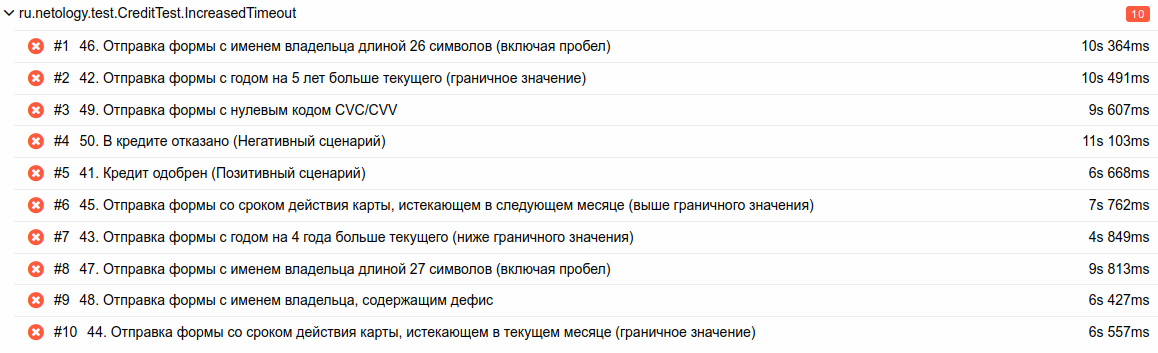 ru.netology.test.CreditTest.IncreasedTimeout 10
#1 46. Отправка формы с именем владельца длиной 26 символов (включая пробел) 10s 364ms
#2 42. Отправка формы с годом на 5 лет больше текущего (граничное значение) 10s 491ms
#3 49. Отправка формы с нулевым кодом CVC/CVV 9s 607ms
#4 50. В кредите отказано (Негативный сценарий) 11s 103ms
#5 41. Кредит одобрен (Позитивный сценарий) 6s 668ms
#6 45. Отправка формы со сроком действия карты, истекающем в следующем месяце (выше граничного значения) 7s 762ms
#7 43. Отправка формы с годом на 4 года больше текущего (ниже граничного значения) 4s 849ms
#8 47. Отправка формы с именем владельца длиной 27 символов (включая пробел) 9s 813ms
#9 48. Отправка формы с именем владельца, содержащим дефис 6s 427ms
#10 44. Отправка формы со сроком действия карты, истекающем в текущем месяце (граничное значение) 6s 557ms